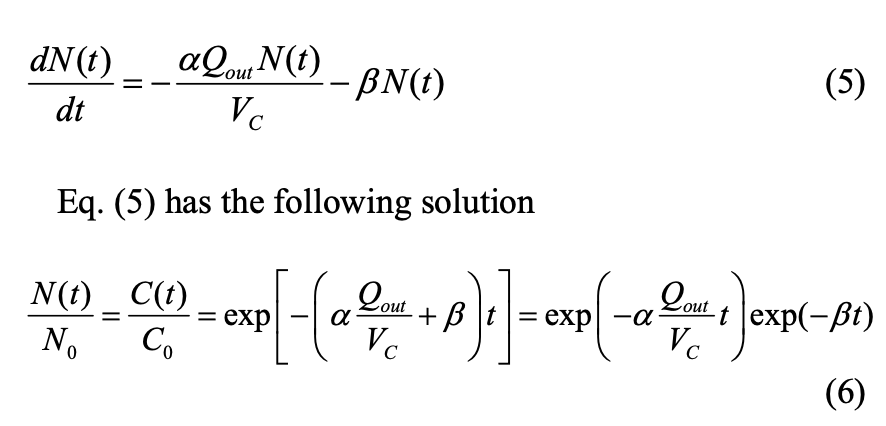 dN(t)/dt = −αQ_out N(t)/V_C − βN(t) (5)
Eq. (5) has the following solution
N(t)/N_0 = C(t)/C_0 = exp[−(α Q_out/V_C + β)t] = exp(−α Q_out/V_C t) exp(−βt)
(6)